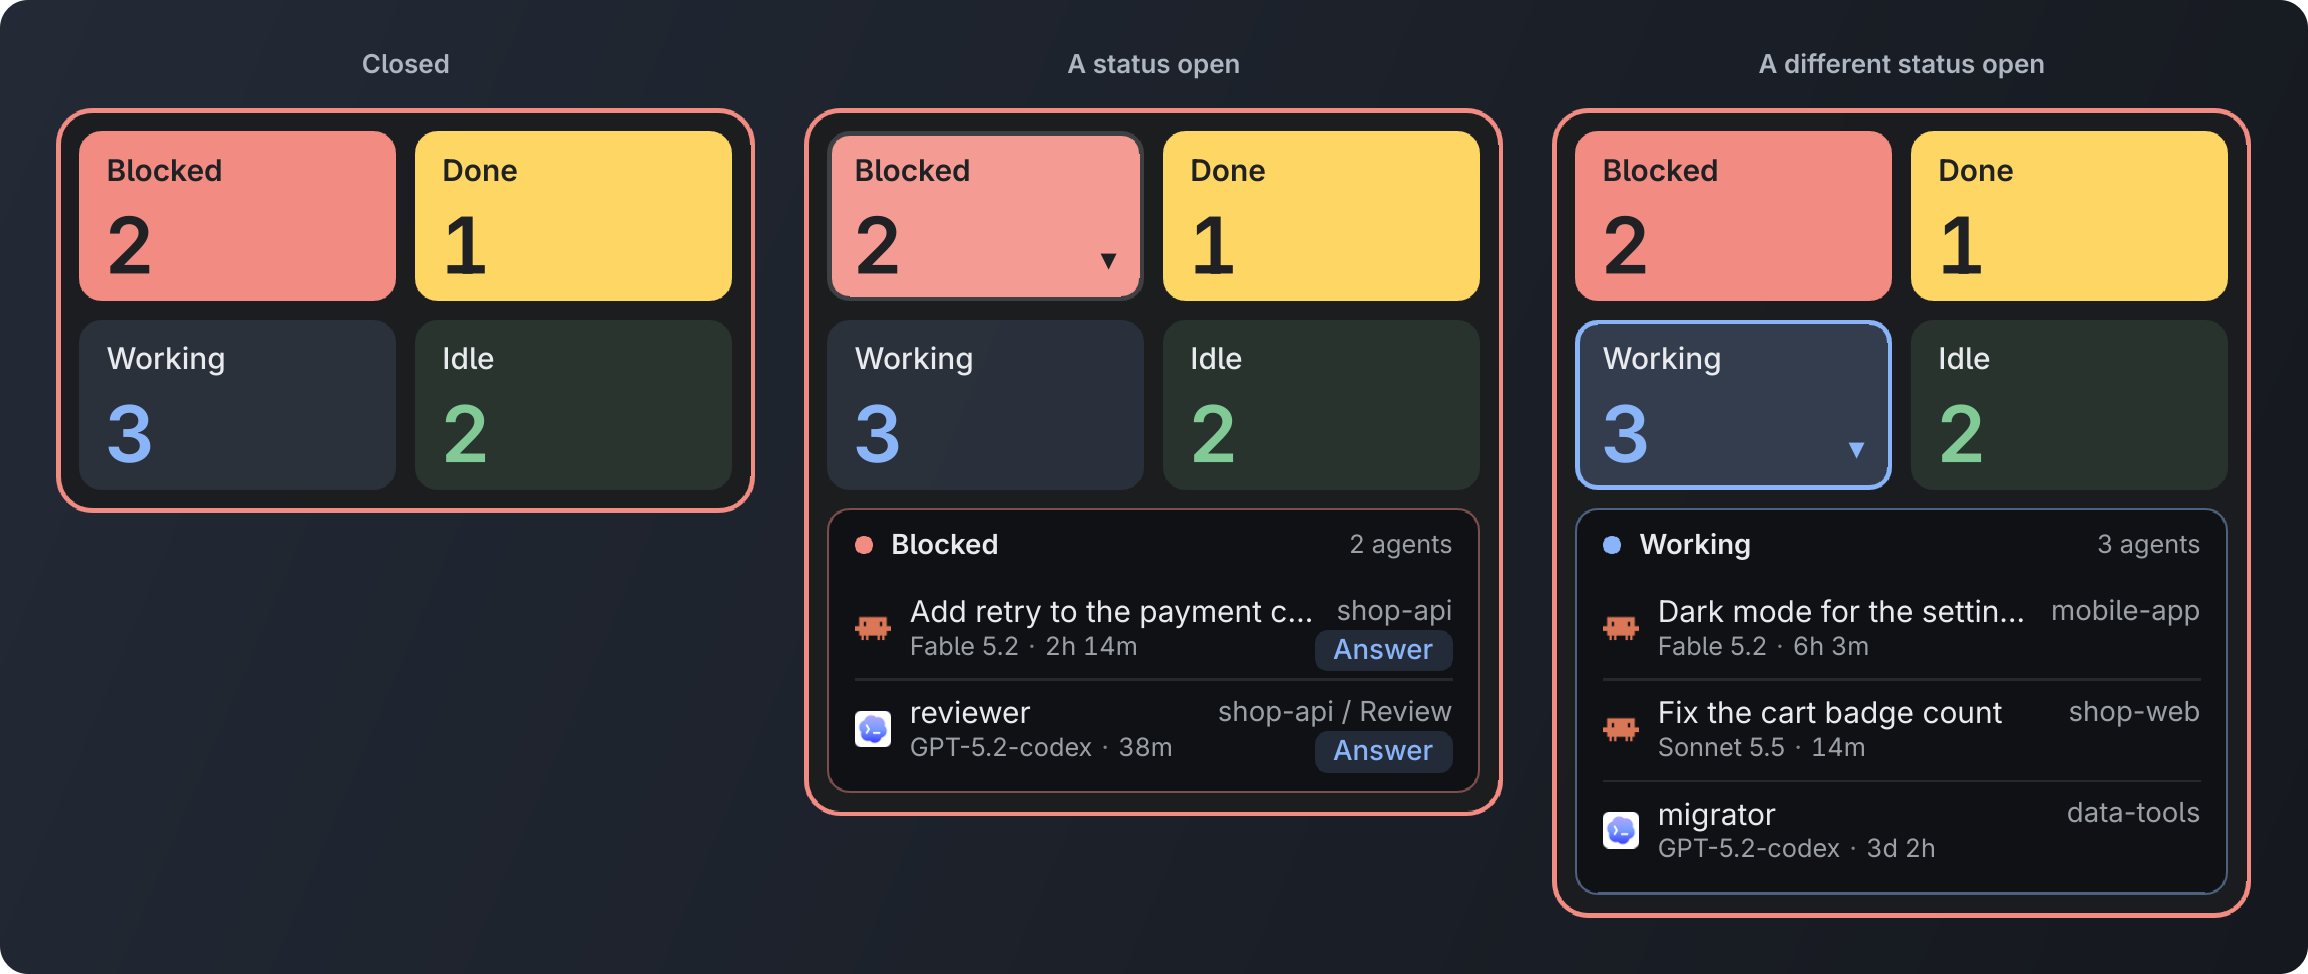 Closed
Blocked
2
Done
1
Working
3
Idle
2
A status open
Blocked
2
▼
Done
1
Working
3
Idle
2
Blocked
2 agents
Add retry to the payment c...
shop-api
Fable 5.2 · 2h 14m
Answer
reviewer
shop-api / Review
GPT-5.2-codex · 38m
Answer
A different status open
Blocked
2
Done
1
Working
3
▼
Idle
2
Working
3 agents
Dark mode for the settin...
mobile-app
Fable 5.2 · 6h 3m
Fix the cart badge count
shop-web
Sonnet 5.5 · 14m
migrator
data-tools
GPT-5.2-codex · 3d 2h